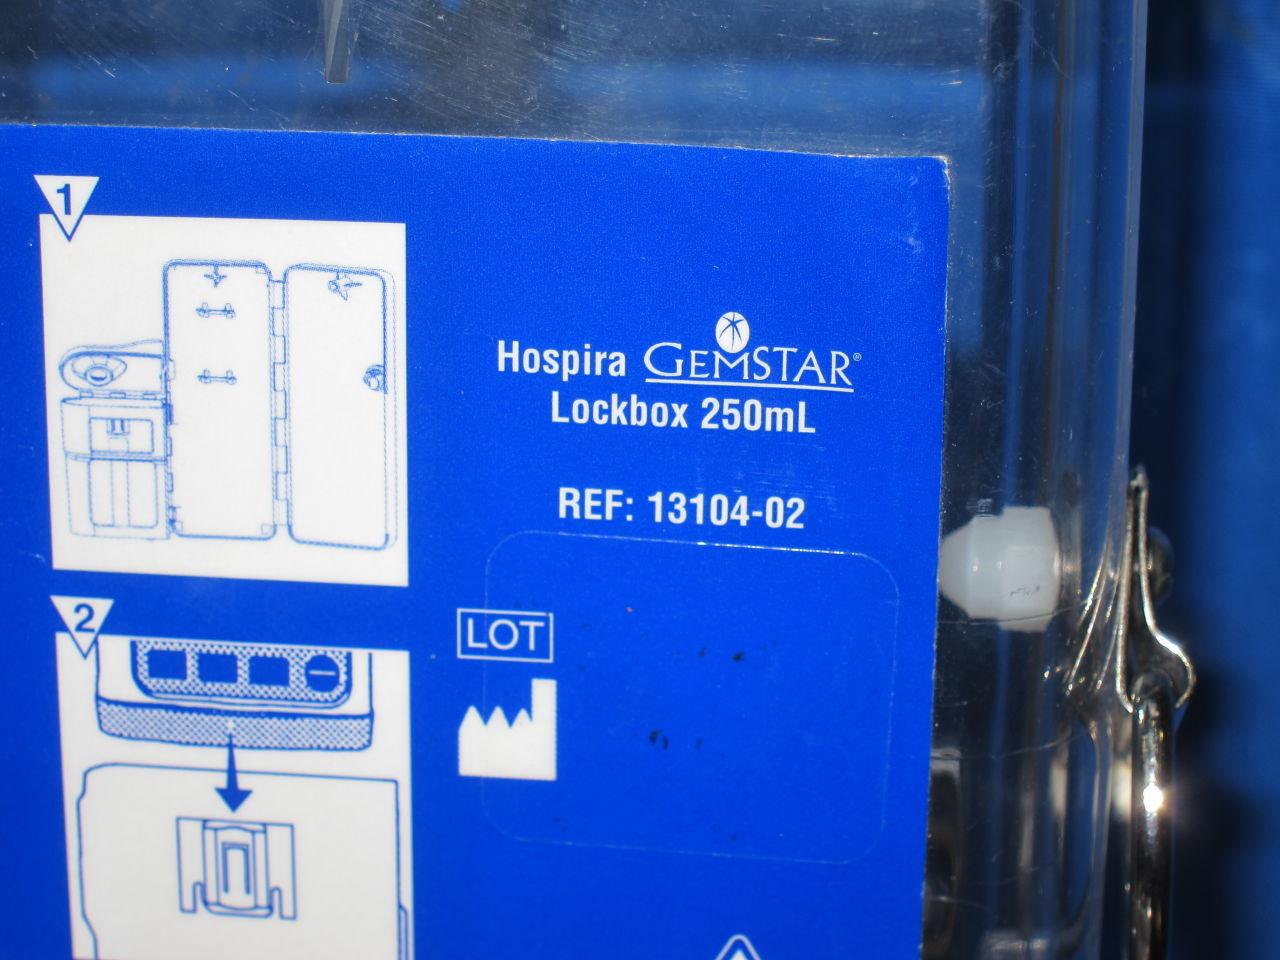 1
Hospira GEMSTAR®
Lockbox 250mL
REF: 13104-02
2
LOT